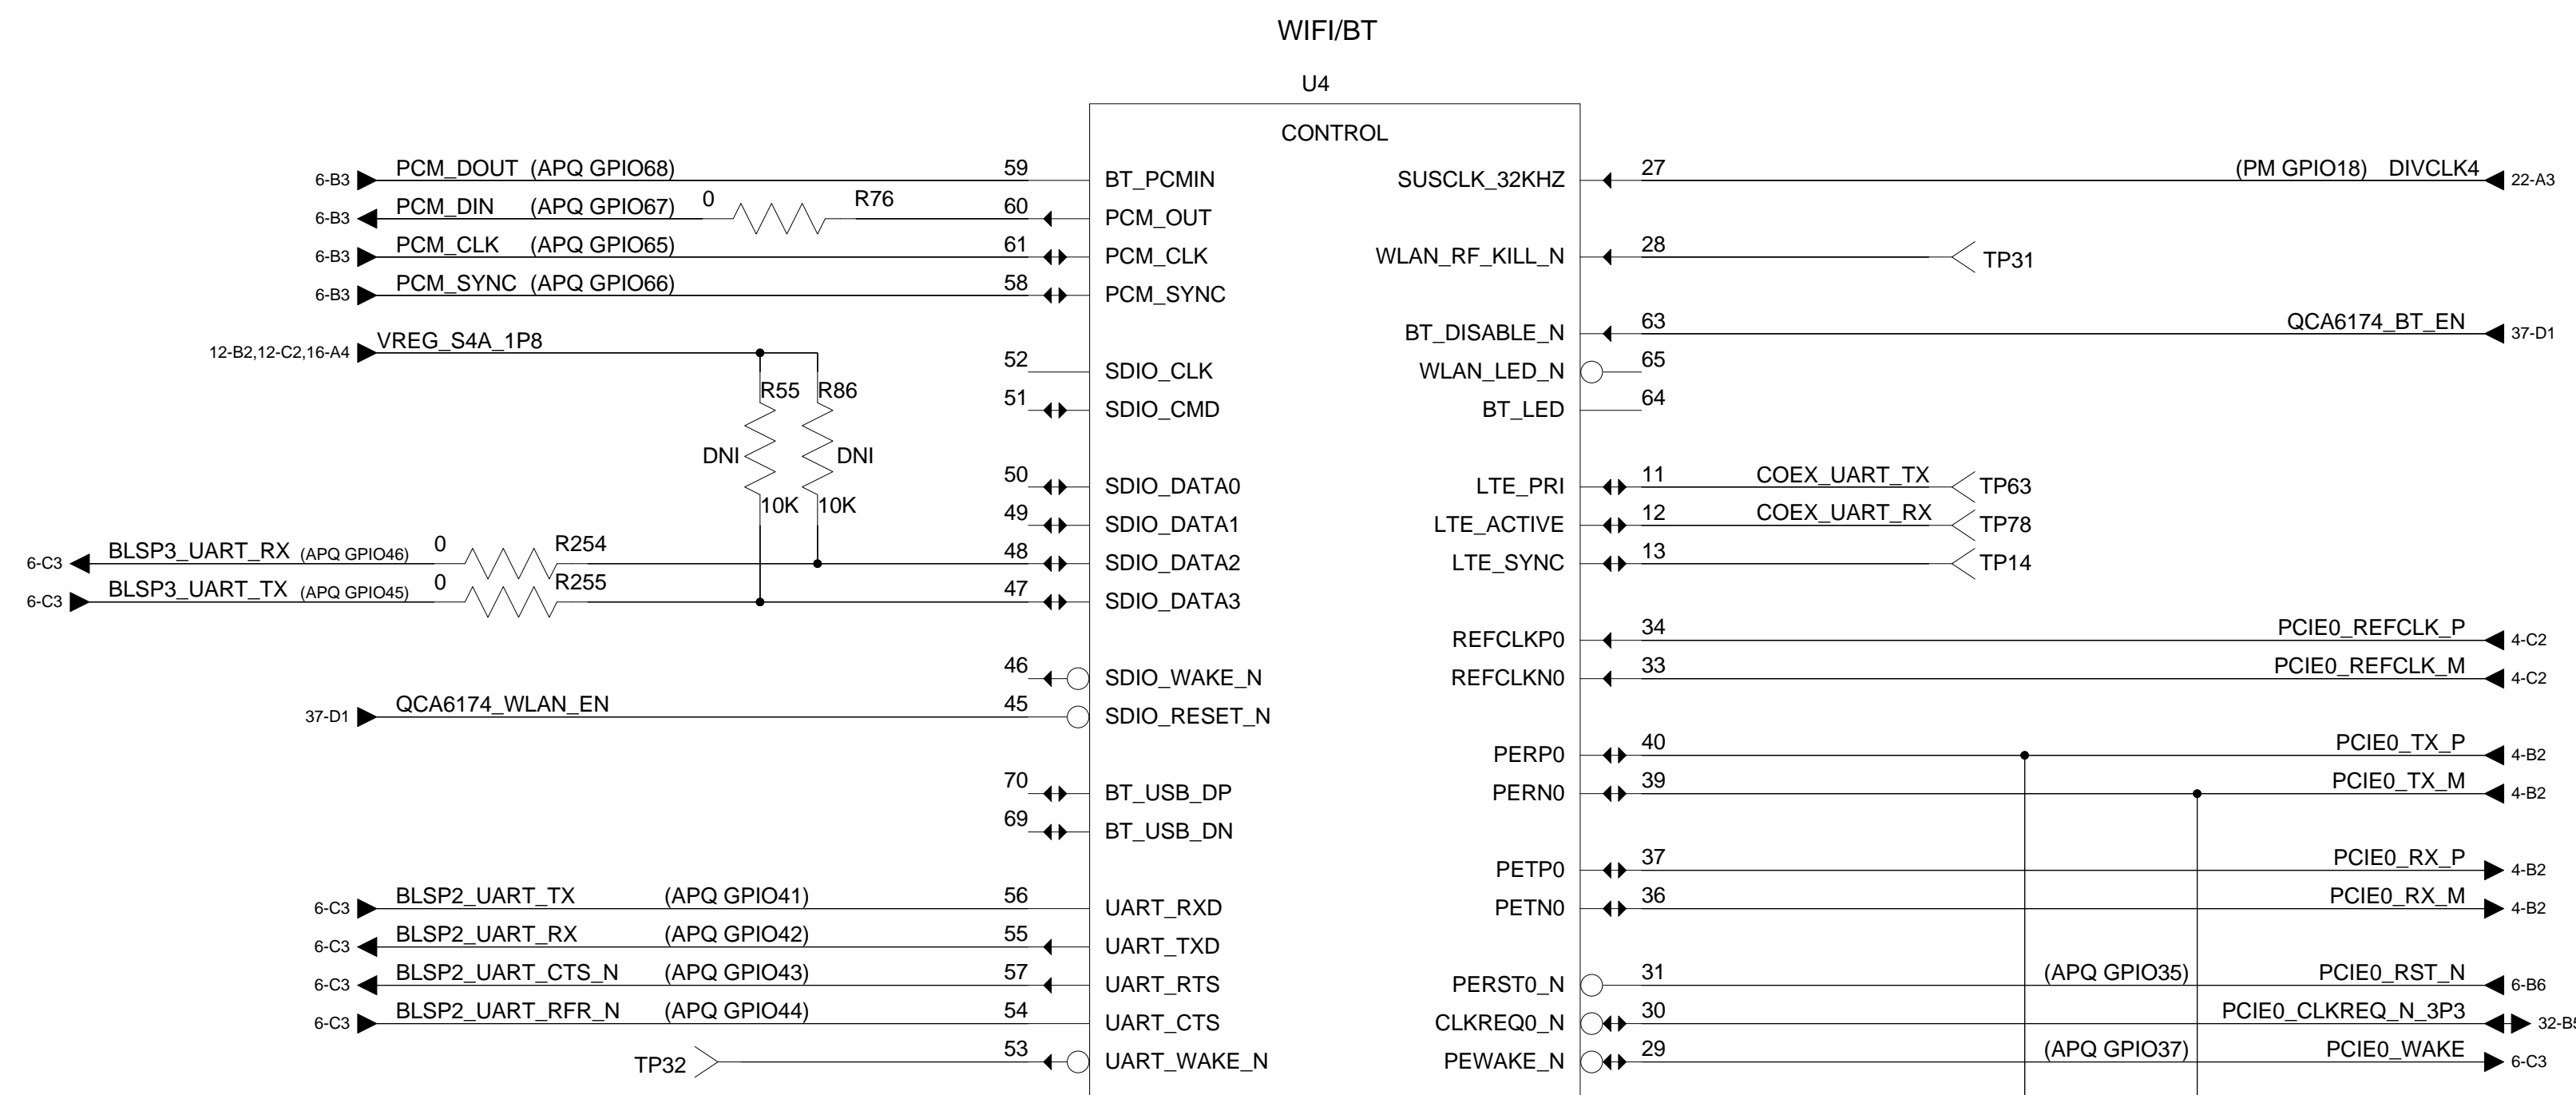 WIFI/BT
U4
CONTROL
6-B3 PCM_DOUT (APQ GPIO68) 59 BT_PCMIN SUSCLK_32KHZ 27 (PM GPIO18) DIVCLK4 22-A3
6-B3 PCM_DIN (APQ GPIO67) 0 R76 60 PCM_OUT
6-B3 PCM_CLK (APQ GPIO65) 61 PCM_CLK WLAN_RF_KILL_N 28 TP31
6-B3 PCM_SYNC (APQ GPIO66) 58 PCM_SYNC
12-B2,12-C2,16-A4 VREG_S4A_1P8 BT_DISABLE_N 63 QCA6174_BT_EN 37-D1
52 SDIO_CLK WLAN_LED_N 65
R55 R86 51 SDIO_CMD BT_LED 64
DNI DNI
10K 10K 50 SDIO_DATA0 LTE_PRI 11 COEX_UART_TX TP63
49 SDIO_DATA1 LTE_ACTIVE 12 COEX_UART_RX TP78
6-C3 BLSP3_UART_RX (APQ GPIO46) 0 R254 48 SDIO_DATA2 LTE_SYNC 13 TP14
6-C3 BLSP3_UART_TX (APQ GPIO45) 0 R255 47 SDIO_DATA3
REFCLKP0 34 PCIE0_REFCLK_P 4-C2
46 SDIO_WAKE_N REFCLKN0 33 PCIE0_REFCLK_M 4-C2
37-D1 QCA6174_WLAN_EN 45 SDIO_RESET_N
PERP0 40 PCIE0_TX_P 4-B2
70 BT_USB_DP PERN0 39 PCIE0_TX_M 4-B2
69 BT_USB_DN
PETP0 37 PCIE0_RX_P 4-B2
6-C3 BLSP2_UART_TX (APQ GPIO41) 56 UART_RXD PETN0 36 PCIE0_RX_M 4-B2
6-C3 BLSP2_UART_RX (APQ GPIO42) 55 UART_TXD
6-C3 BLSP2_UART_CTS_N (APQ GPIO43) 57 UART_RTS PERST0_N 31 (APQ GPIO35) PCIE0_RST_N 6-B6
6-C3 BLSP2_UART_RFR_N (APQ GPIO44) 54 UART_CTS CLKREQ0_N 30 PCIE0_CLKREQ_N_3P3
TP32 53 UART_WAKE_N PEWAKE_N 29 (APQ GPIO37) PCIE0_WAKE 6-C3